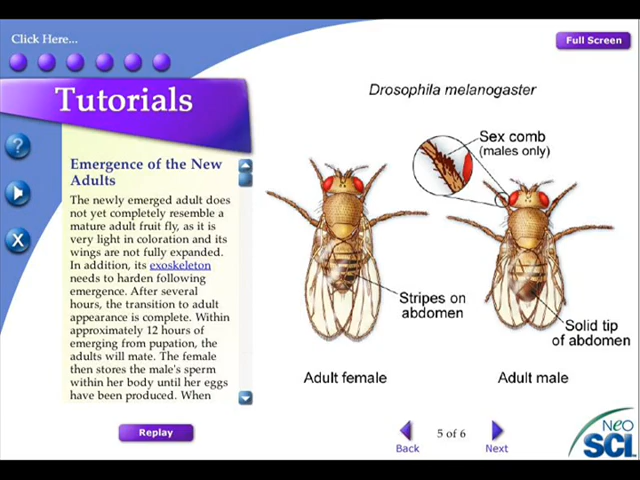 Click Here...
Full Screen
Tutorials
Drosophila melanogaster
Sex comb
(males only)
Emergence of the New
Adults
The newly emerged adult does
not yet completely resemble a
mature adult fruit fly, as it is
very light in coloration and its
wings are not fully expanded.
In addition, its exoskeleton
needs to harden following
emergence. After several
hours, the transition to adult
appearance is complete. Within
approximately 12 hours of
emerging from pupation, the
adults will mate. The female
then stores the male's sperm
within her body until her eggs
have been produced. When
Stripes on
abdomen
Solid tip
of abdomen
Adult female
Adult male
Replay
Back
5 of 6
Next
NeO
SCI
?
X